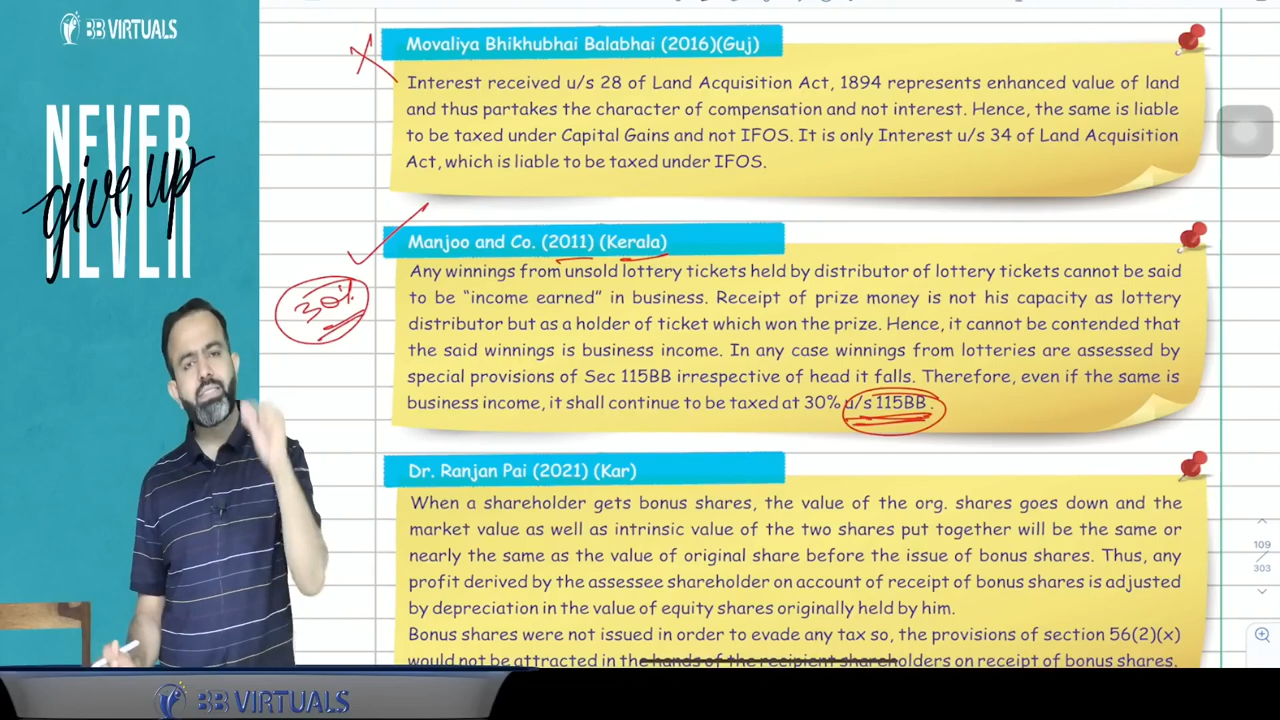 BB VIRTUALS
NEVER
give up
NEVER
Movaliya Bhikhubhai Balabhai (2016)(Guj)
Interest received u/s 28 of Land Acquisition Act, 1894 represents enhanced value of land
and thus partakes the character of compensation and not interest. Hence, the same is liable
to be taxed under Capital Gains and not IFOS. It is only Interest u/s 34 of Land Acquisition
Act, which is liable to be taxed under IFOS.
Manjoo and Co. (2011) (Kerala)
30%
Any winnings from unsold lottery tickets held by distributor of lottery tickets cannot be said
to be “income earned” in business. Receipt of prize money is not his capacity as lottery
distributor but as a holder of ticket which won the prize. Hence, it cannot be contended that
the said winnings is business income. In any case winnings from lotteries are assessed by
special provisions of Sec 115BB irrespective of head it falls. Therefore, even if the same is
business income, it shall continue to be taxed at 30% u/s 115BB.
Dr. Ranjan Pai (2021) (Kar)
When a shareholder gets bonus shares, the value of the org. shares goes down and the
market value as well as intrinsic value of the two shares put together will be the same or
nearly the same as the value of original share before the issue of bonus shares. Thus, any
profit derived by the assessee shareholder on account of receipt of bonus shares is adjusted
by depreciation in the value of equity shares originally held by him.
Bonus shares were not issued in order to evade any tax so, the provisions of section 56(2)(x)
would not be attracted in the hands of the recipient shareholders on receipt of bonus shares.
109
303
BB VIRTUALS